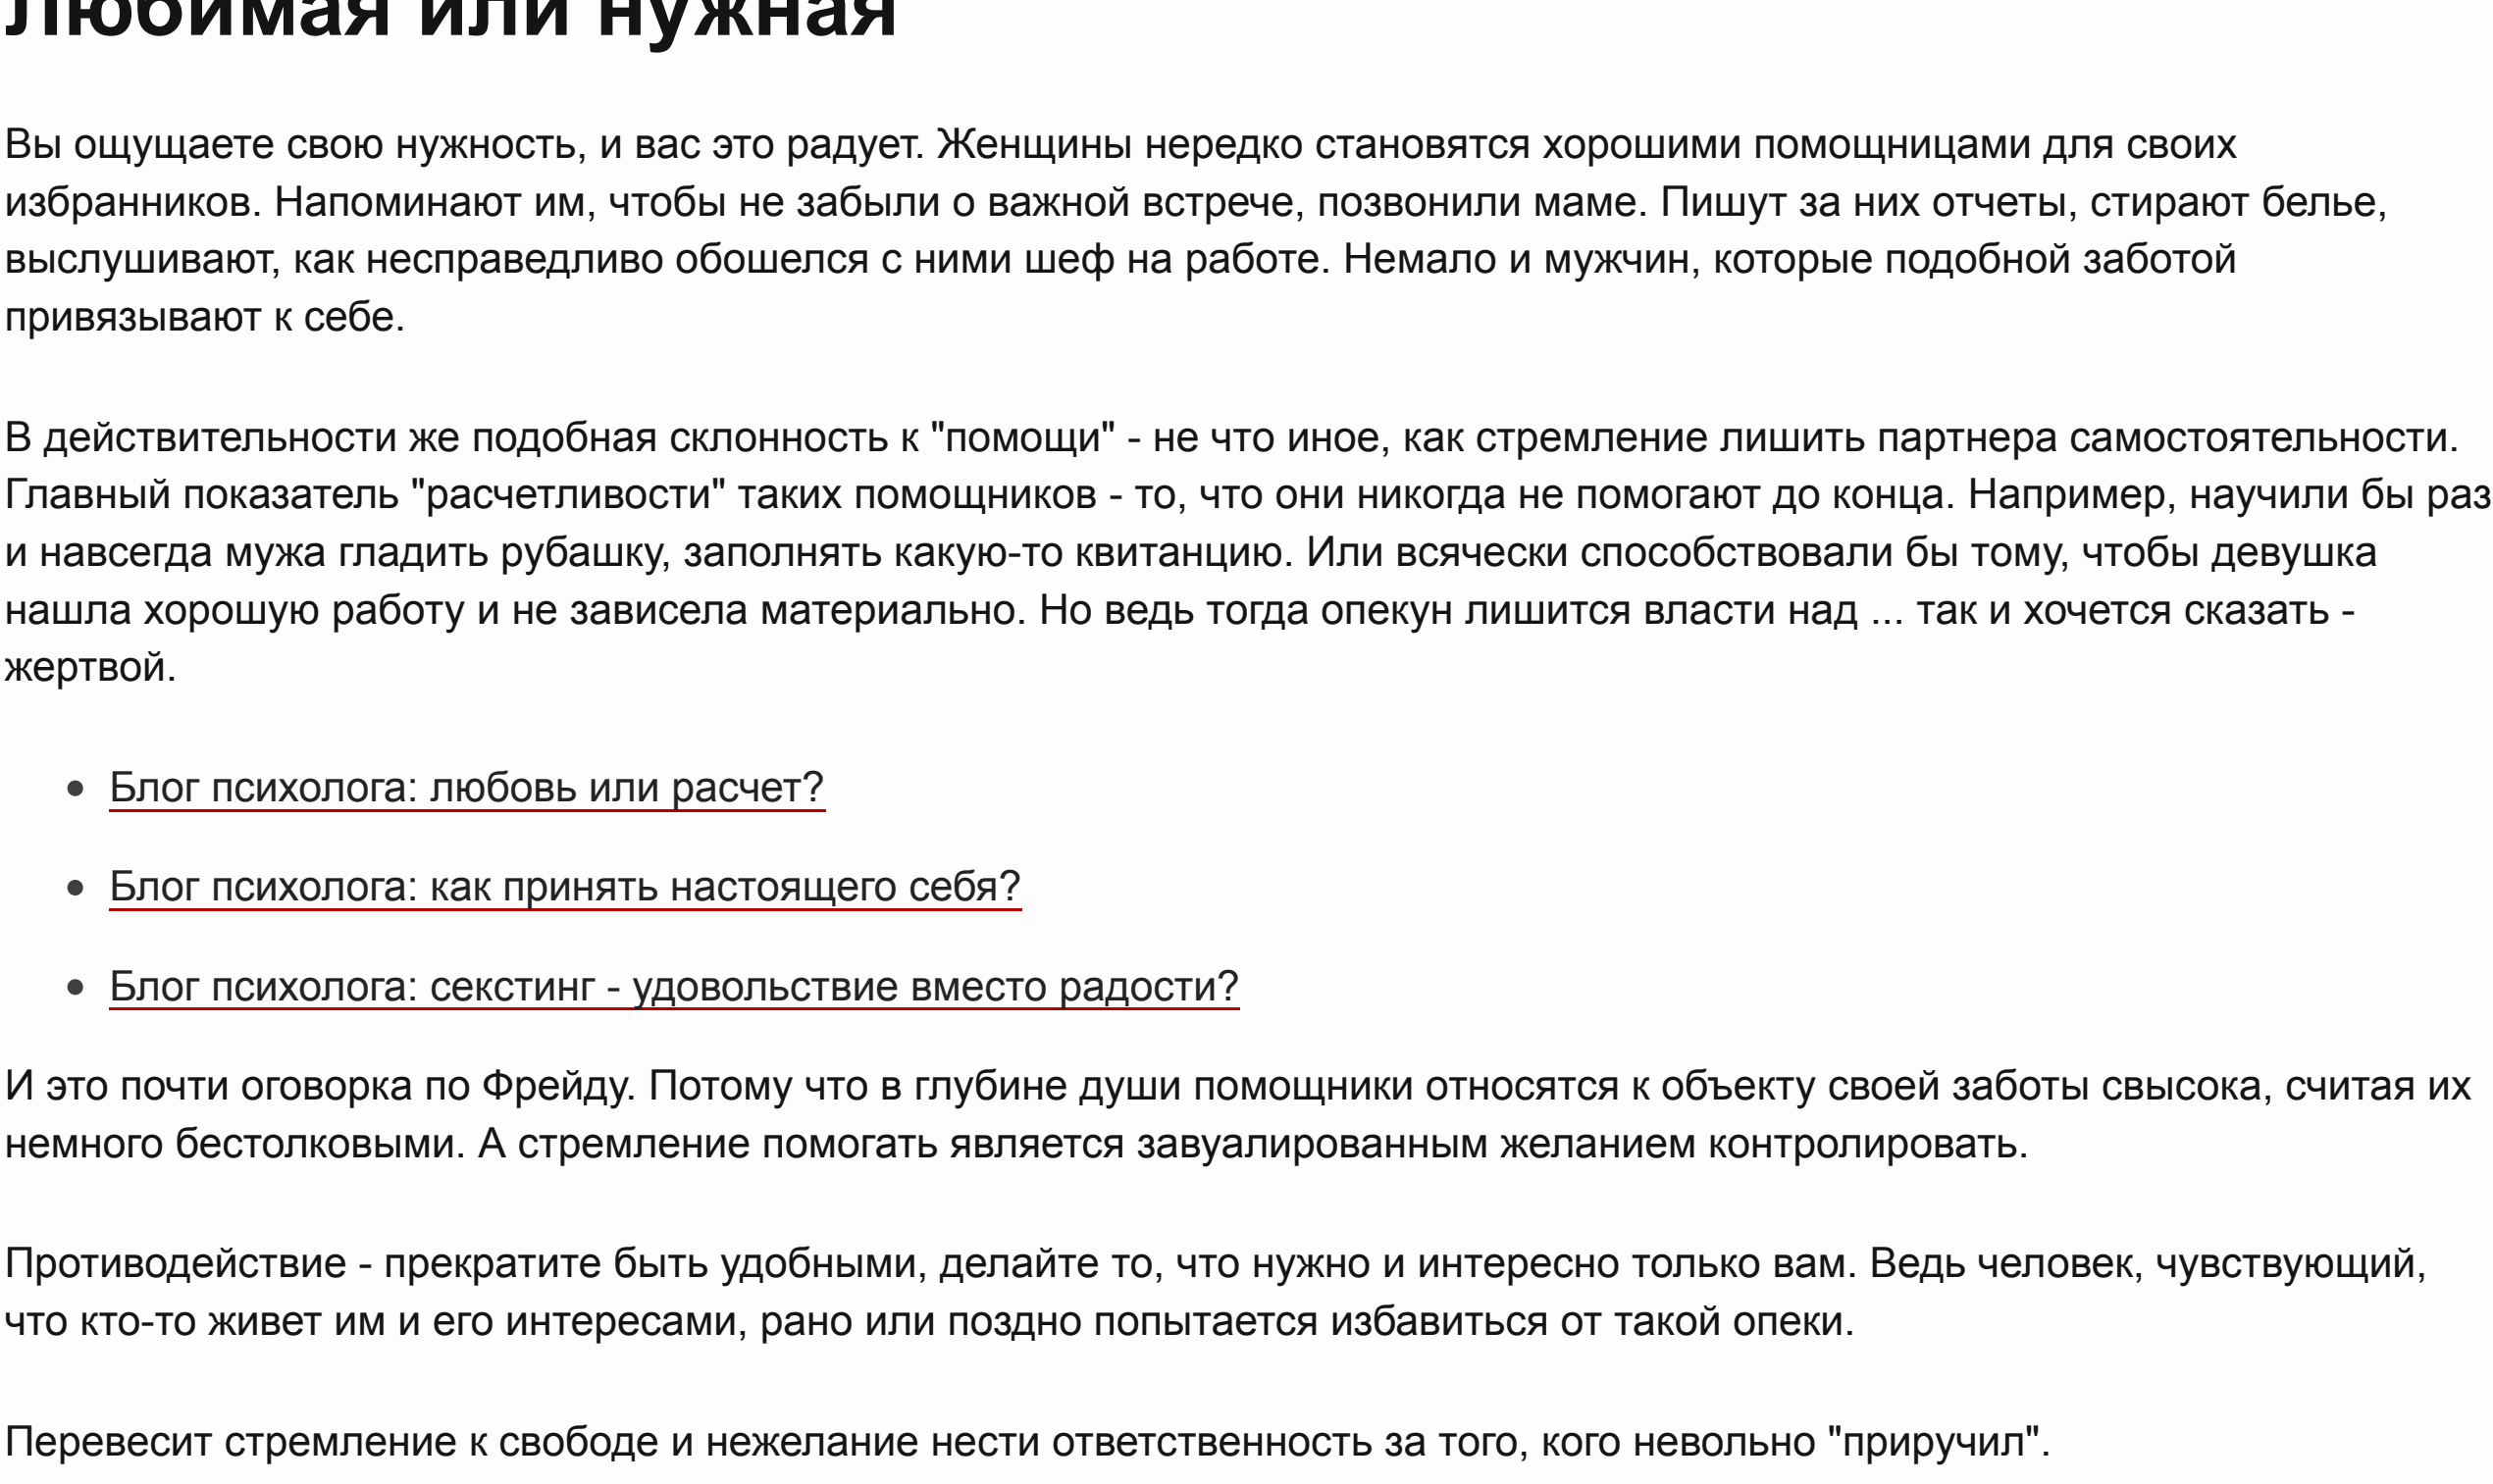 Любимая или нужная
Вы ощущаете свою нужность, и вас это радует. Женщины нередко становятся хорошими помощницами для своих
избранников. Напоминают им, чтобы не забыли о важной встрече, позвонили маме. Пишут за них отчеты, стирают белье,
выслушивают, как несправедливо обошелся с ними шеф на работе. Немало и мужчин, которые подобной заботой
привязывают к себе.
В действительности же подобная склонность к "помощи" - не что иное, как стремление лишить партнера самостоятельности.
Главный показатель "расчетливости" таких помощников - то, что они никогда не помогают до конца. Например, научили бы раз
и навсегда мужа гладить рубашку, заполнять какую-то квитанцию. Или всячески способствовали бы тому, чтобы девушка
нашла хорошую работу и не зависела материально. Но ведь тогда опекун лишится власти над ... так и хочется сказать -
жертвой.
• Блог психолога: любовь или расчет?
• Блог психолога: как принять настоящего себя?
• Блог психолога: секстинг - удовольствие вместо радости?
И это почти оговорка по Фрейду. Потому что в глубине души помощники относятся к объекту своей заботы свысока, считая их
немного бестолковыми. А стремление помогать является завуалированным желанием контролировать.
Противодействие - прекратите быть удобными, делайте то, что нужно и интересно только вам. Ведь человек, чувствующий,
что кто-то живет им и его интересами, рано или поздно попытается избавиться от такой опеки.
Перевесит стремление к свободе и нежелание нести ответственность за того, кого невольно "приручил".